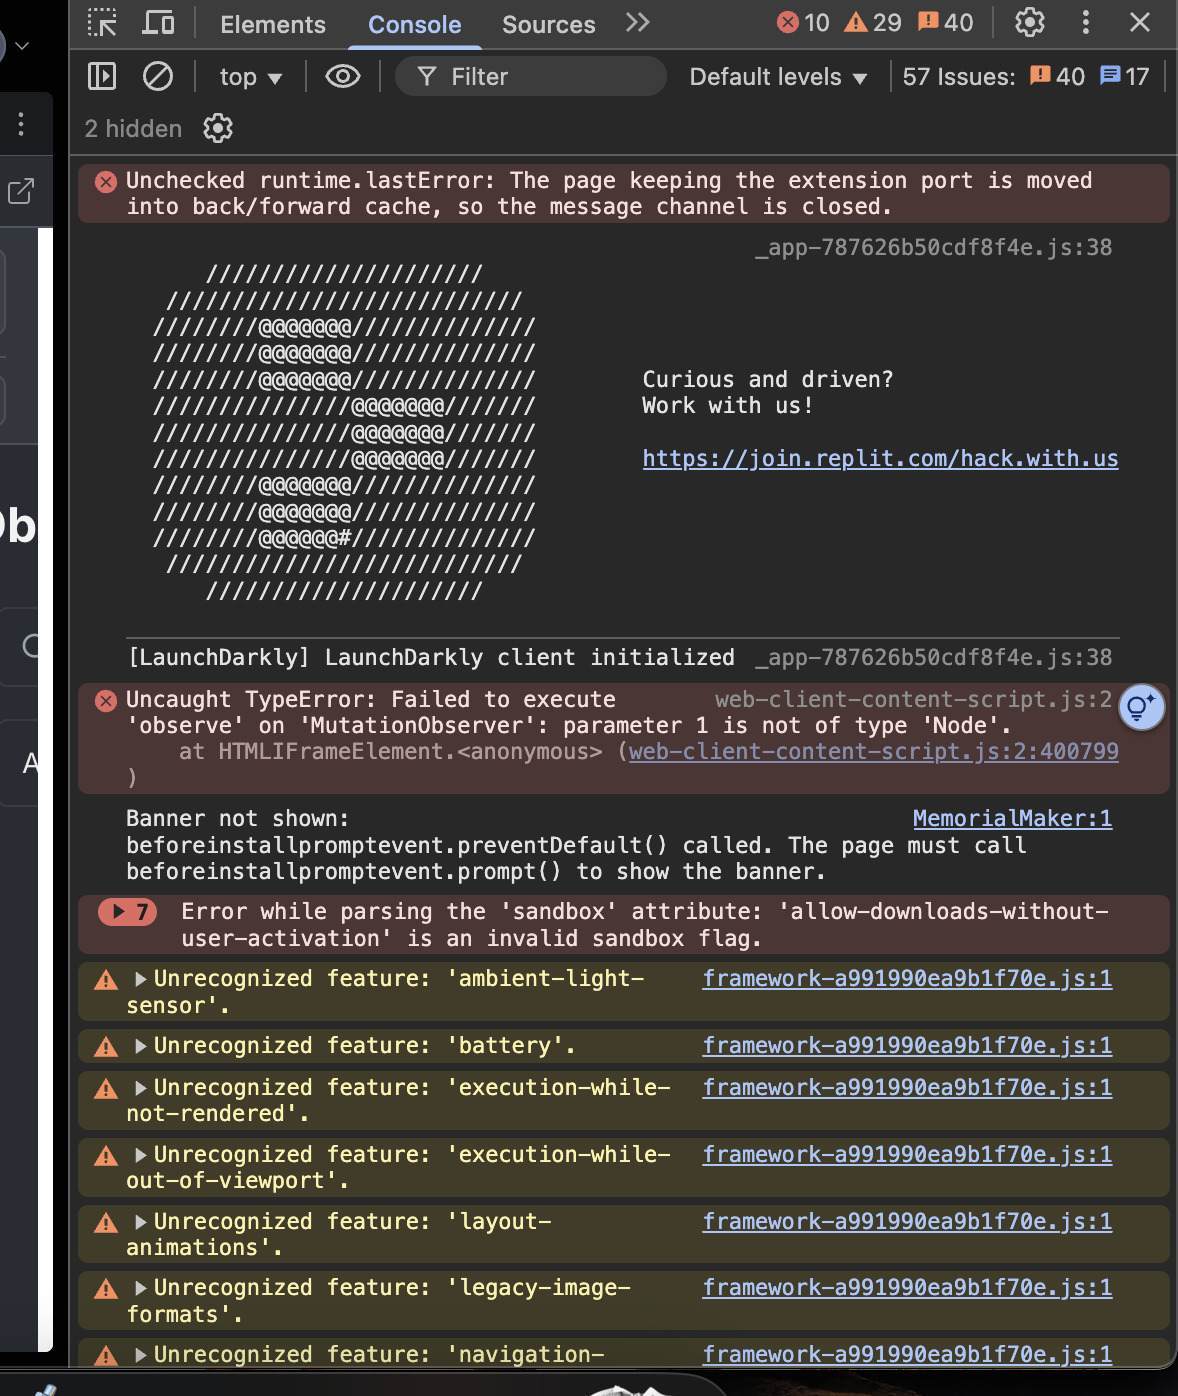 Elements Console Sources 10 29 40
top Filter Default levels 57 Issues: 40 17
2 hidden
Unchecked runtime.lastError: The page keeping the extension port is moved
into back/forward cache, so the message channel is closed.
_app-787626b50cdf8f4e.js:38
/////////////////////
///////////////////////////
////////@@@@@@@//////////////
////////@@@@@@@//////////////
////////@@@@@@@//////////////
Curious and driven?
///////////////@@@@@@@///////
Work with us!
///////////////@@@@@@@///////
///////////////@@@@@@@///////
https://join.replit.com/hack.with.us
////////@@@@@@@//////////////
////////@@@@@@@//////////////
////////@@@@@@#//////////////
///////////////////////////
/////////////////////
[LaunchDarkly] LaunchDarkly client initialized _app-787626b50cdf8f4e.js:38
Uncaught TypeError: Failed to execute web-client-content-script.js:2
'observe' on 'MutationObserver': parameter 1 is not of type 'Node'.
at HTMLIFrameElement.<anonymous> (web-client-content-script.js:2:400799
)
Banner not shown: MemorialMaker:1
beforeinstallpromptevent.preventDefault() called. The page must call
beforeinstallpromptevent.prompt() to show the banner.
7 Error while parsing the 'sandbox' attribute: 'allow-downloads-without-
user-activation' is an invalid sandbox flag.
Unrecognized feature: 'ambient-light- framework-a991990ea9b1f70e.js:1
sensor'.
Unrecognized feature: 'battery'. framework-a991990ea9b1f70e.js:1
Unrecognized feature: 'execution-while- framework-a991990ea9b1f70e.js:1
not-rendered'.
Unrecognized feature: 'execution-while- framework-a991990ea9b1f70e.js:1
out-of-viewport'.
Unrecognized feature: 'layout- framework-a991990ea9b1f70e.js:1
animations'.
Unrecognized feature: 'legacy-image- framework-a991990ea9b1f70e.js:1
formats'.
Unrecognized feature: 'navigation- framework-a991990ea9b1f70e.js:1